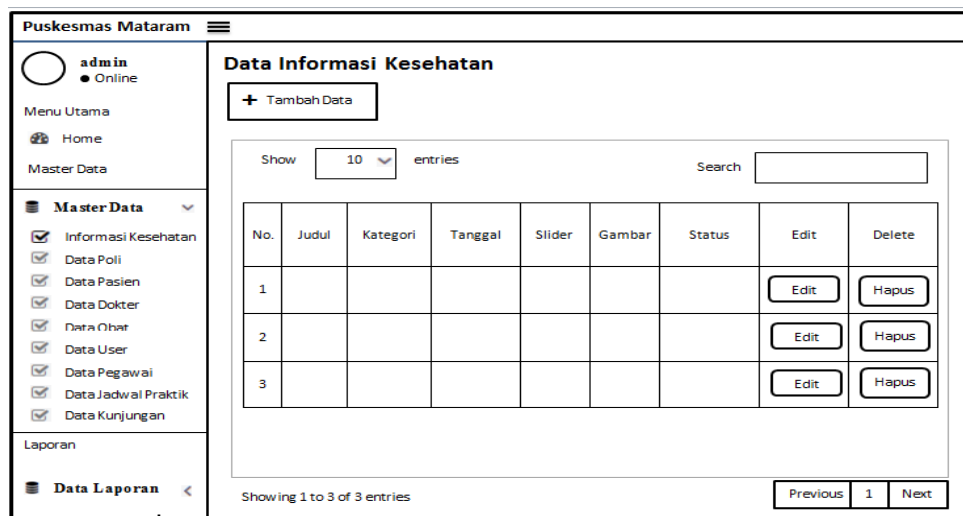 Puskesmas Mataram
admin
Online
Menu Utama
Home
Master Data
Master Data
Informasi Kesehatan
Data Poli
Data Pasien
Data Dokter
Data Obat
Data User
Data Pegawai
Data Jadwal Praktik
Data Kunjungan
Laporan
Data Laporan
Data Informasi Kesehatan
+ Tambah Data
Show 10 entries Search
No. Judul Kategori Tanggal Slider Gambar Status Edit Delete
1 Edit Hapus
2 Edit Hapus
3 Edit Hapus
Showing 1 to 3 of 3 entries Previous 1 Next